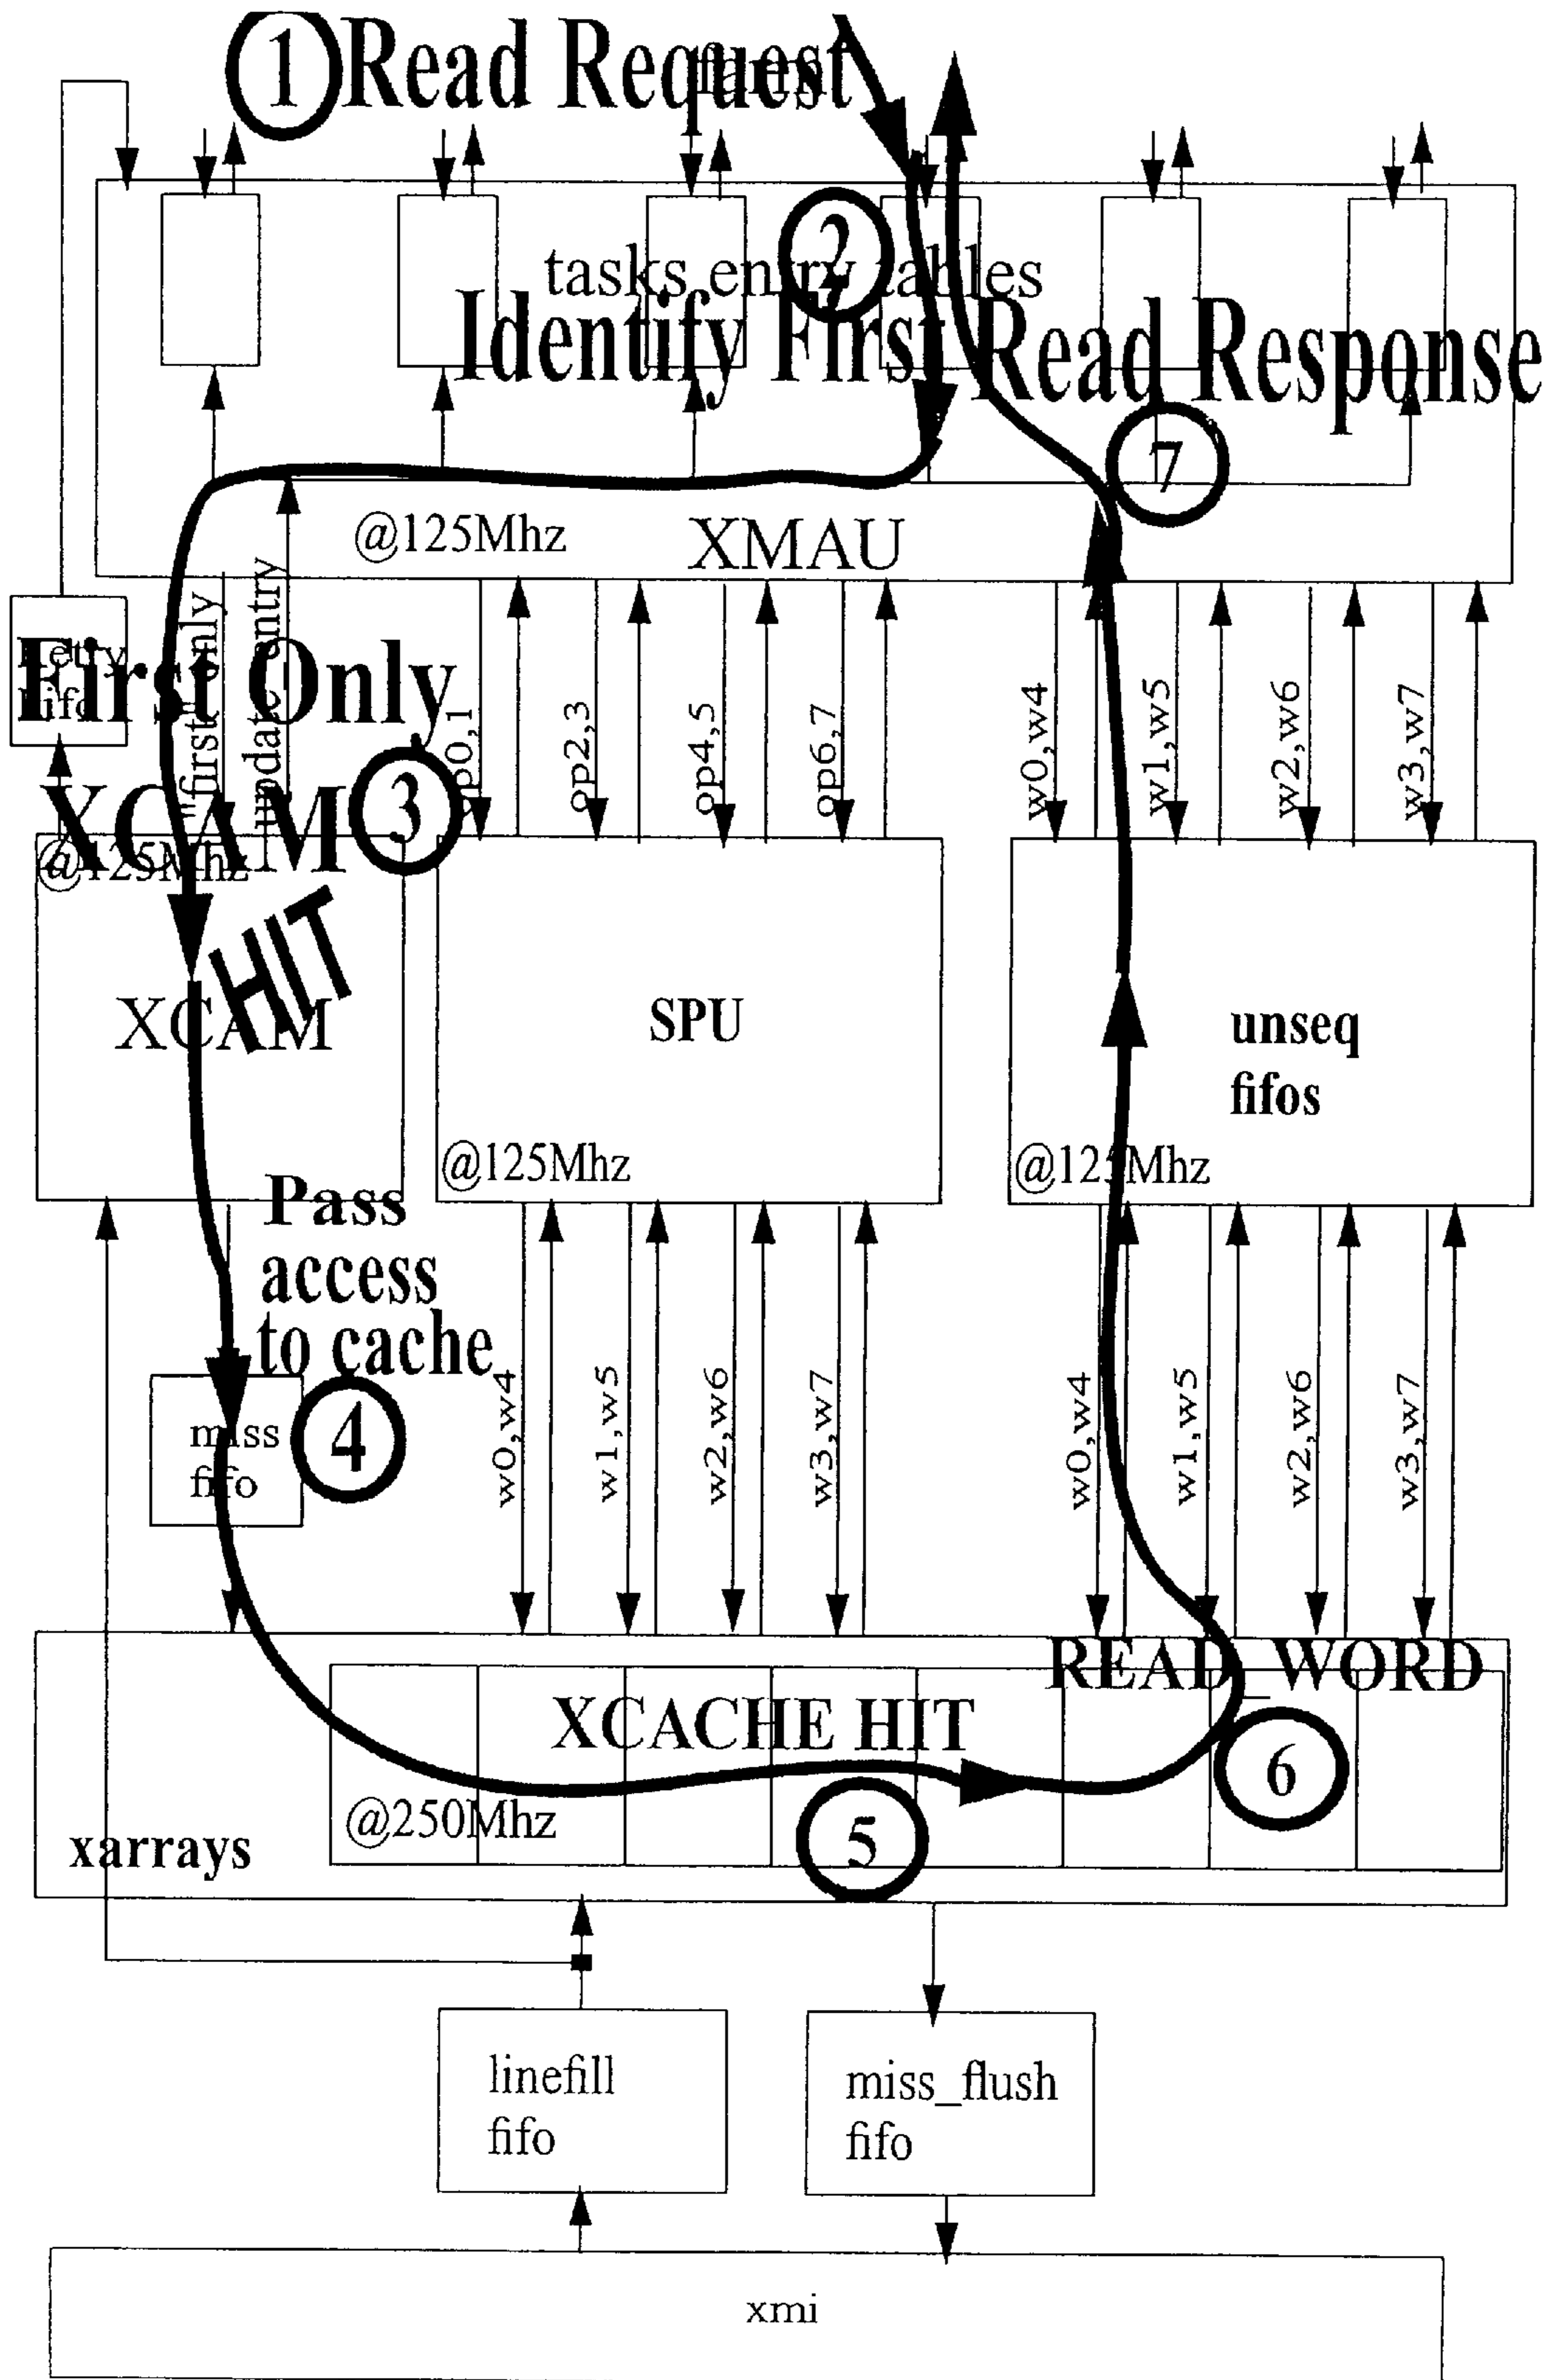 1 Read Request
2
tasks entry tables
Identify First Read Response
7
@125Mhz XMAU
"first" only
update_entry
Retry
First Only
XCAM 3
op2,3
op4,5
op6,7
w0,w4
w1,w5
w2,w6
w3,w7
@125Mhz
HIT
XCAM
SPU
unseq
fifos
@125Mhz
@125Mhz
Pass
access
to cache
miss
fifo
4
w0,w4
w1,w5
w2,w6
w3,w7
w0,w4
w1,w5
w2,w6
w3,w7
READ_WORD
XCACHE HIT
6
@250Mhz
5
xarrays
linefill
fifo
miss_flush
fifo
xmi